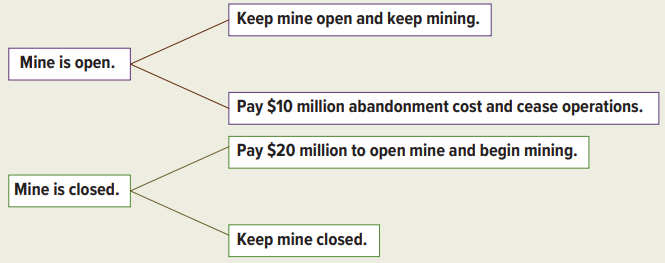 Keep mine open and keep mining.
Mine is open.
Pay $10 million abandonment cost and cease operations.
Pay $20 million to open mine and begin mining.
Mine is closed.
Keep mine closed.